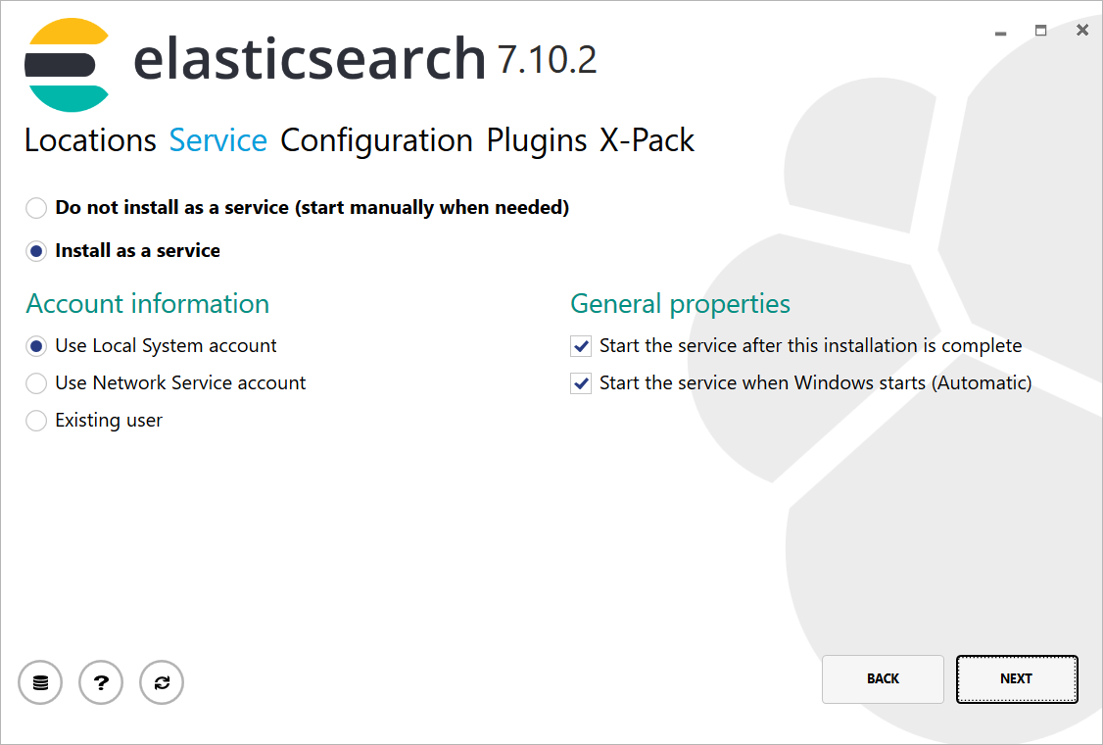 elasticsearch 7.10.2
Locations Service Configuration Plugins X-Pack
Do not install as a service (start manually when needed)
Install as a service
Account information
Use Local System account
Use Network Service account
Existing user
General properties
Start the service after this installation is complete
Start the service when Windows starts (Automatic)
?
BACK
NEXT